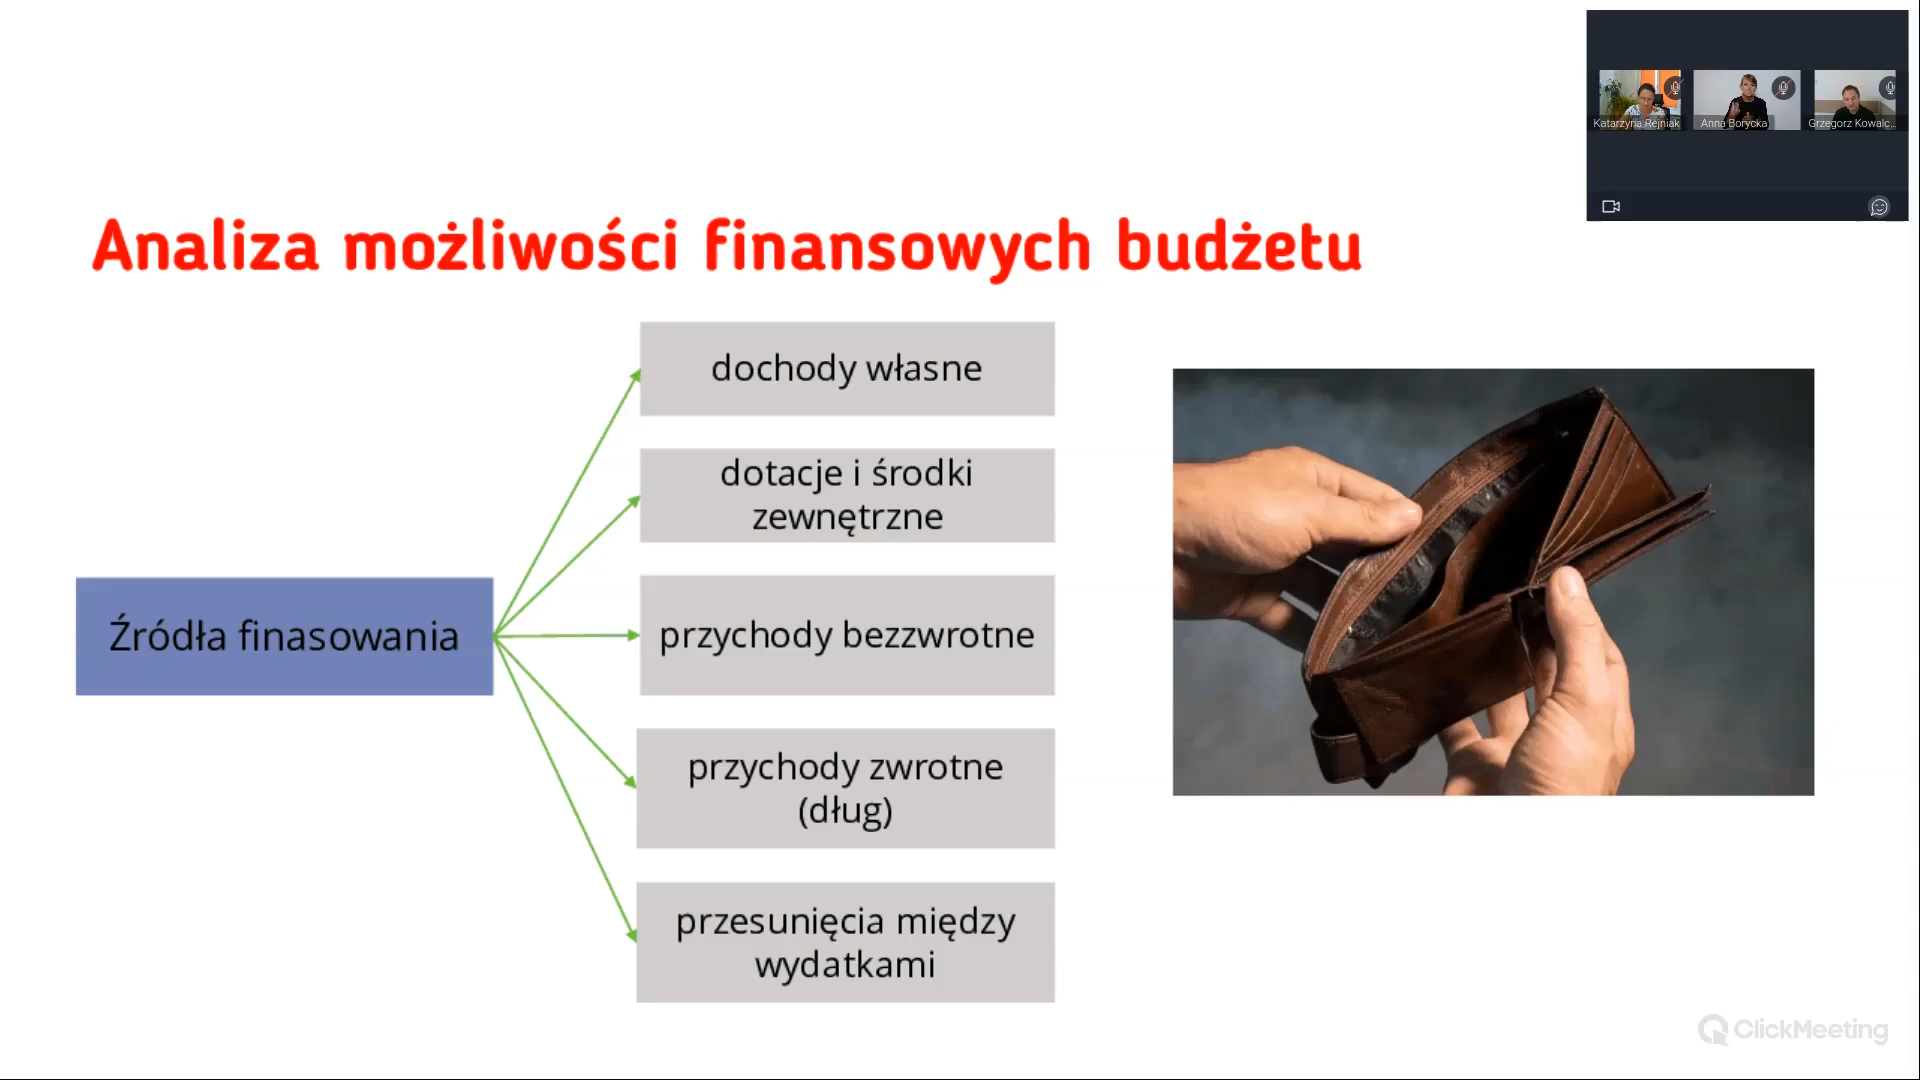 Katarzyna Rejniak
Anna Borycka
Grzegorz Kowalc...
Analiza możliwości finansowych budżetu
Źródła finasowania
dochody własne
dotacje i środki
zewnętrzne
przychody bezzwrotne
przychody zwrotne
(dług)
przesunięcia między
wydatkami
ClickMeeting